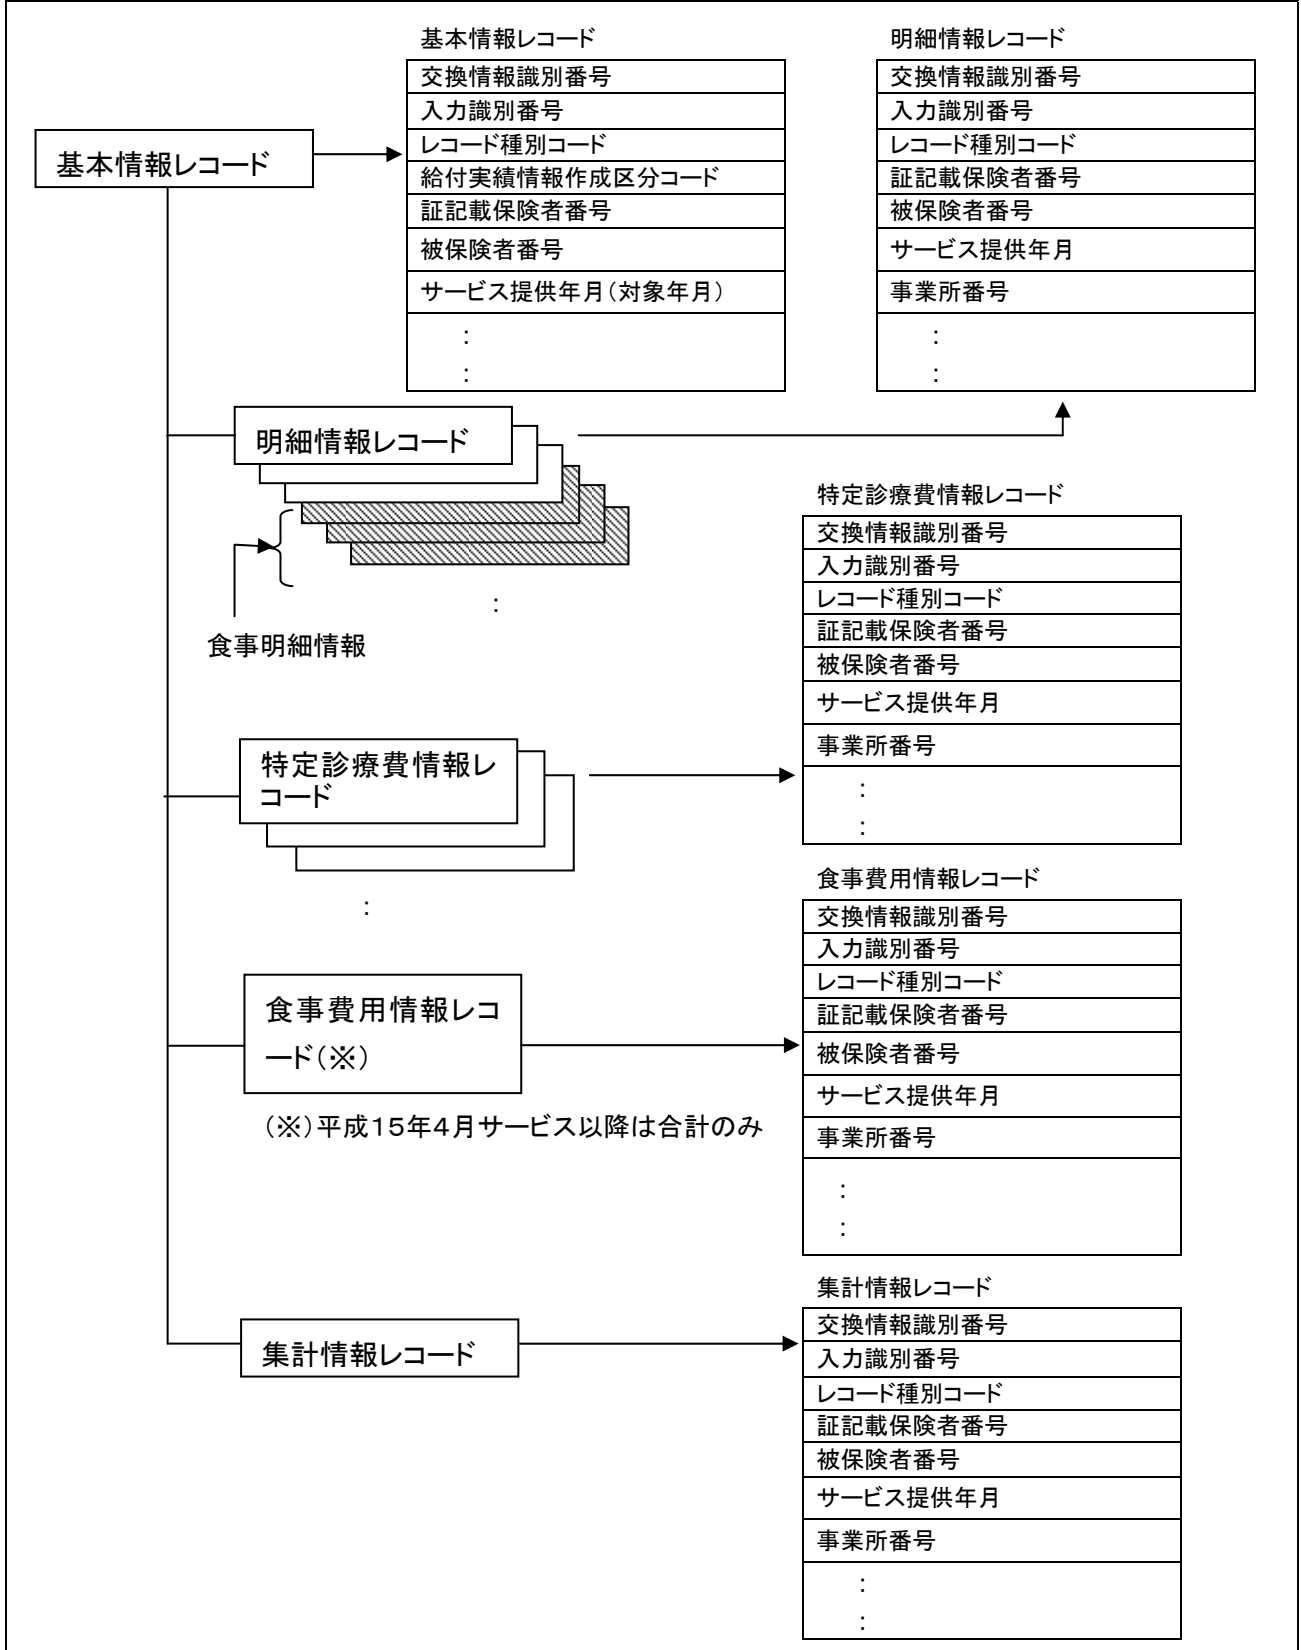 基本情報レコード
交換情報識別番号
入力識別番号
レコード種別コード
給付実績情報作成区分コード
証記載保険者番号
被保険者番号
サービス提供年月(対象年月)
:
:
明細情報レコード
交換情報識別番号
入力識別番号
レコード種別コード
証記載保険者番号
被保険者番号
サービス提供年月
事業所番号
:
:
基本情報レコード
明細情報レコード
:
食事明細情報
特定診療費情報レコード
交換情報識別番号
入力識別番号
レコード種別コード
証記載保険者番号
被保険者番号
サービス提供年月
事業所番号
:
:
特定診療費情報レ
コード
:
食事費用情報レコード
交換情報識別番号
入力識別番号
レコード種別コード
証記載保険者番号
被保険者番号
サービス提供年月
事業所番号
:
:
食事費用情報レコ
ード(※)
(※)平成15年4月サービス以降は合計のみ
集計情報レコード
交換情報識別番号
入力識別番号
レコード種別コード
証記載保険者番号
被保険者番号
サービス提供年月
事業所番号
:
:
集計情報レコード